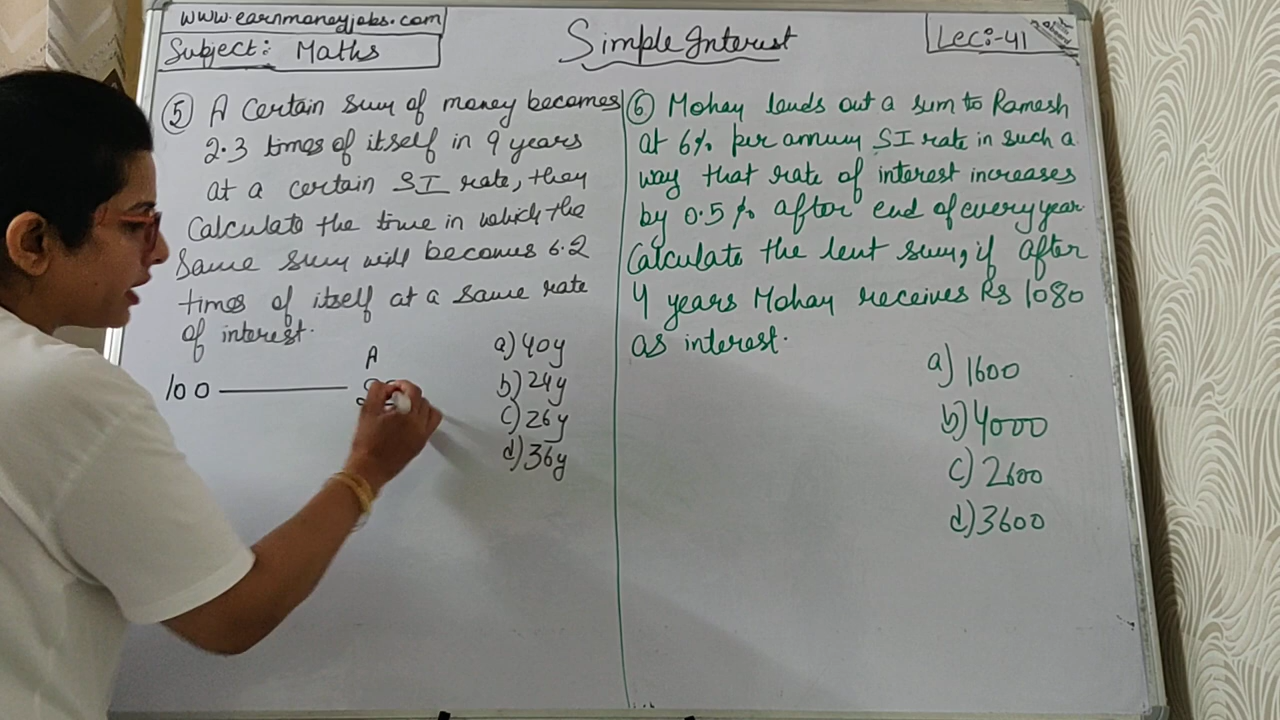 www.earnmoneyjobs.com
Subject: Maths
Simple Interest
Lec:-41
5 A Certain Sum of money becomes
2.3 times of itself in 9 years
at a certain SI rate, they
Calculate the time in which the
Same sum will becomes 6.2
times of itself at a same rate
of interest.
A
100
a) 40y
b) 24y
c) 26y
d) 36y
6 Mohan lends out a sum to Ramesh
at 6% per annum SI rate in such a
way that rate of interest increases
by 0.5% after end of every year.
Calculate the lent sum, if after
4 years Mohan receives Rs 1080
as interest.
a) 1600
b) 4000
c) 2600
d) 3600